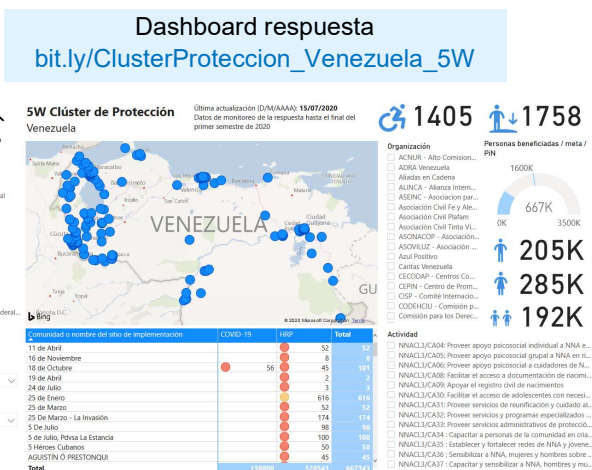 Dashboard respuesta
bit.ly/ClusterProteccion_Venezuela_5W
5W Clúster de Protección
Venezuela
Última actualización (D/M/AAAA): 15/07/2020
Datos de monitoreo de la respuesta hasta el final del
primer semestre de 2020
1405
1758
VENEZUELA
Ciudad
Guayana
GU
Bing
Organización
ACNUR - Alto Comision...
ADRA Venezuela
Aliadas en Cadena
ALINCA - Alianza Intern...
ASEINC - Asociacion par...
Asociación Civil Fe y Ale...
Asociación Civil Plafam
Asociación Civil Tinta Vi...
ASONACOP - Asociación...
ASOVILUZ - Asociación ...
Azul Positivo
Caritas Venezuela
CECODAP - Centros Co...
CEPIN - Centro de Prom...
CISP - Comité Internacio...
CODEHCIU - Comisión p...
Comisión para los Derec...
Personas beneficiadas / meta /
PiN
1600K
667K
0K
3500K
205K
285K
192K
Comunidad o nombre del sitio de implementación COVID-19 HRP Total
11 de Abril 52 52
16 de Noviembre 8 8
18 de Octubre 56 45 101
19 de Abril 2 2
24 de Julio 3 3
25 de Enero 616 616
25 de Marzo 52 52
25 De Marzo - La Invasión 174 174
5 De Julio 98 98
5 de Julio, Pdvsa La Estancia 100 100
5 Héroes Cubanos 50 50
AGUISTÍN Ó PRESTONQUI 45 45
Total 138800 528543 667343
Actividad
NNACL3/CA04: Proveer apoyo psicosocial individual a NNA e...
NNACL3/CA05: Proveer apoyo psicosocial grupal a NNA en ri...
NNACL3/CA06: Proveer apoyo psicosocial a cuidadores de N...
NNACL3/CA08: Facilitar el acceso a documentación de nacimi...
NNACL3/CA09: Apoyar el registro civil de nacimientos
NNACL3/CA30: Facilitar el acceso de adolescentes con necesi...
NNACL3/CA31: Proveer servicios de reunificación y cuidado al...
NNACL3/CA32: Proveer servicios y programas especializados ...
NNACL3/CA33: Proveer servicios administrativos de protecció...
NNACL3/CA34 : Capacitar a personas de la comunidad en cria...
NNACL3/CA35 : Establecer y fortalecer redes de NNA y jóvene...
NNACL3/CA36 : Sensibilizar a NNA, mujeres y hombres sobre ...
NNACL3/CA37 : Capacitar y sensibilizar a NNA, hombres y mu...